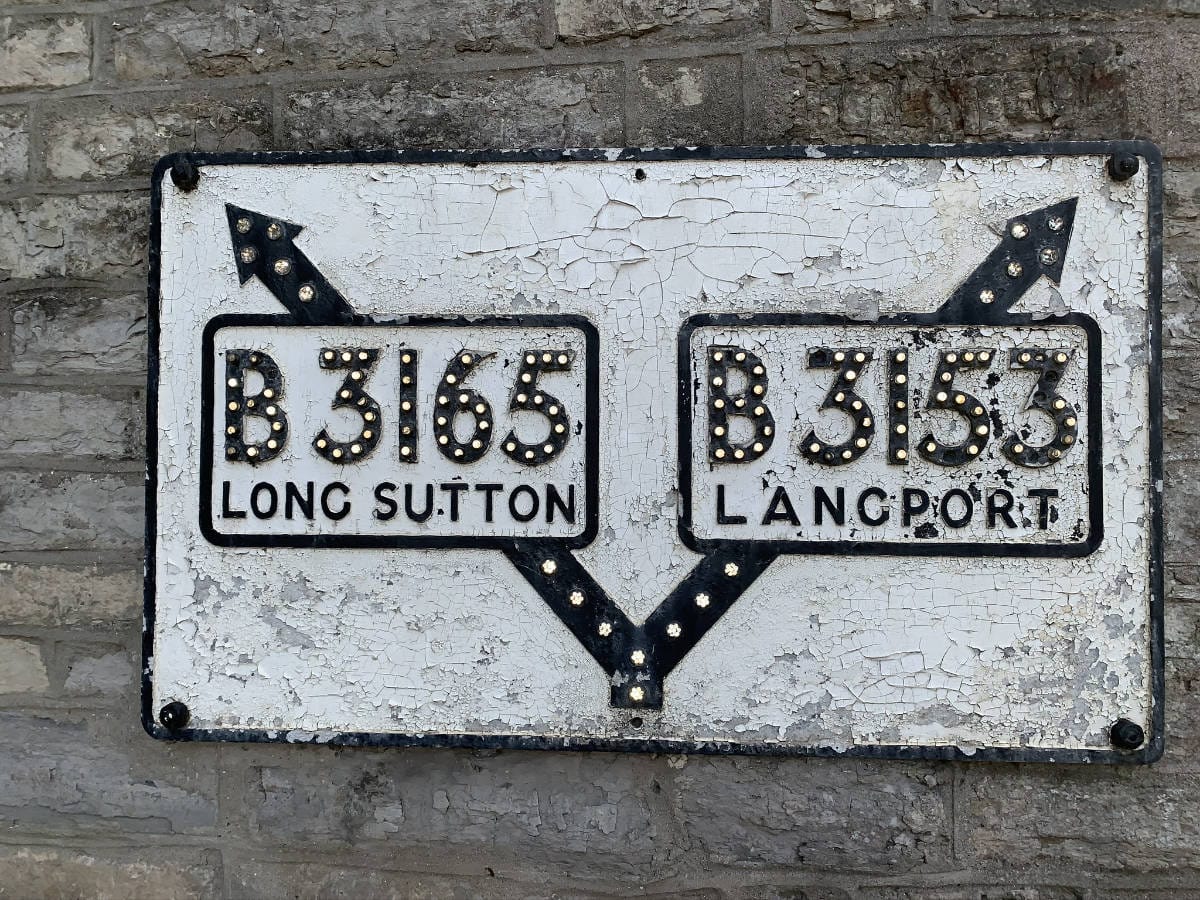 B 3165
LONG SUTTON
B 3153
LANGPORT